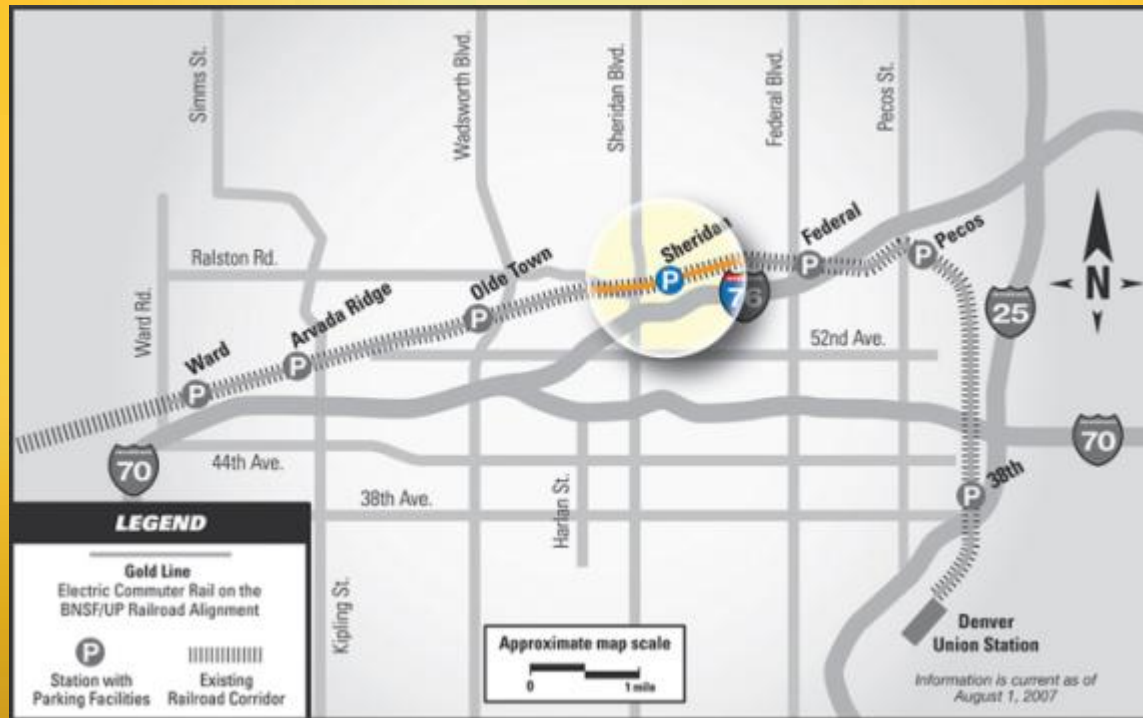 Simms St.
Wadsworth Blvd.
Sheridan Blvd.
Federal Blvd.
Pecos St.
Ralston Rd.
Ward Rd.
Ward
Arvada Ridge
Olde Town
Sheridan
Federal
Pecos
P
P
P
P
P
P
P
76
25
N
52nd Ave.
70
70
44th Ave.
38th Ave.
Harlan St.
Kipling St.
38th
Denver
Union Station
LEGEND
Gold Line
Electric Commuter Rail on the
BNSF/UP Railroad Alignment
P
Station with
Parking Facilities
Existing
Railroad Corridor
Approximate map scale
0
1 mile
Information is current as of
August 1, 2007